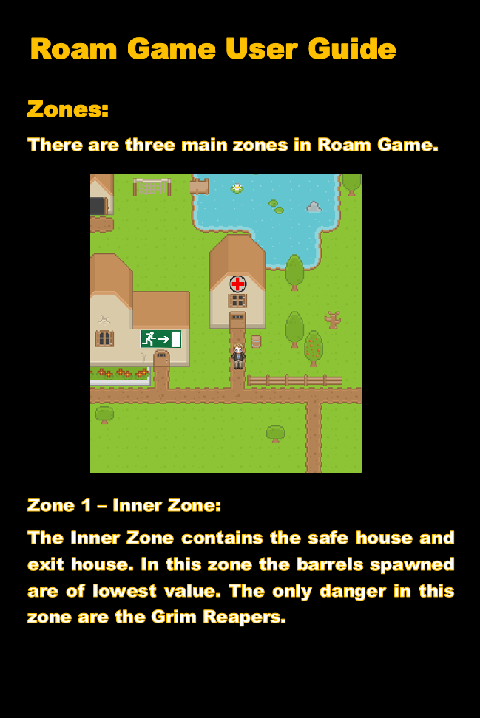 Roam Game User Guide
Zones:
There are three main zones in Roam Game.
Zone 1 – Inner Zone:
The Inner Zone contains the safe house and
exit house. In this zone the barrels spawned
are of lowest value. The only danger in this
zone are the Grim Reapers.